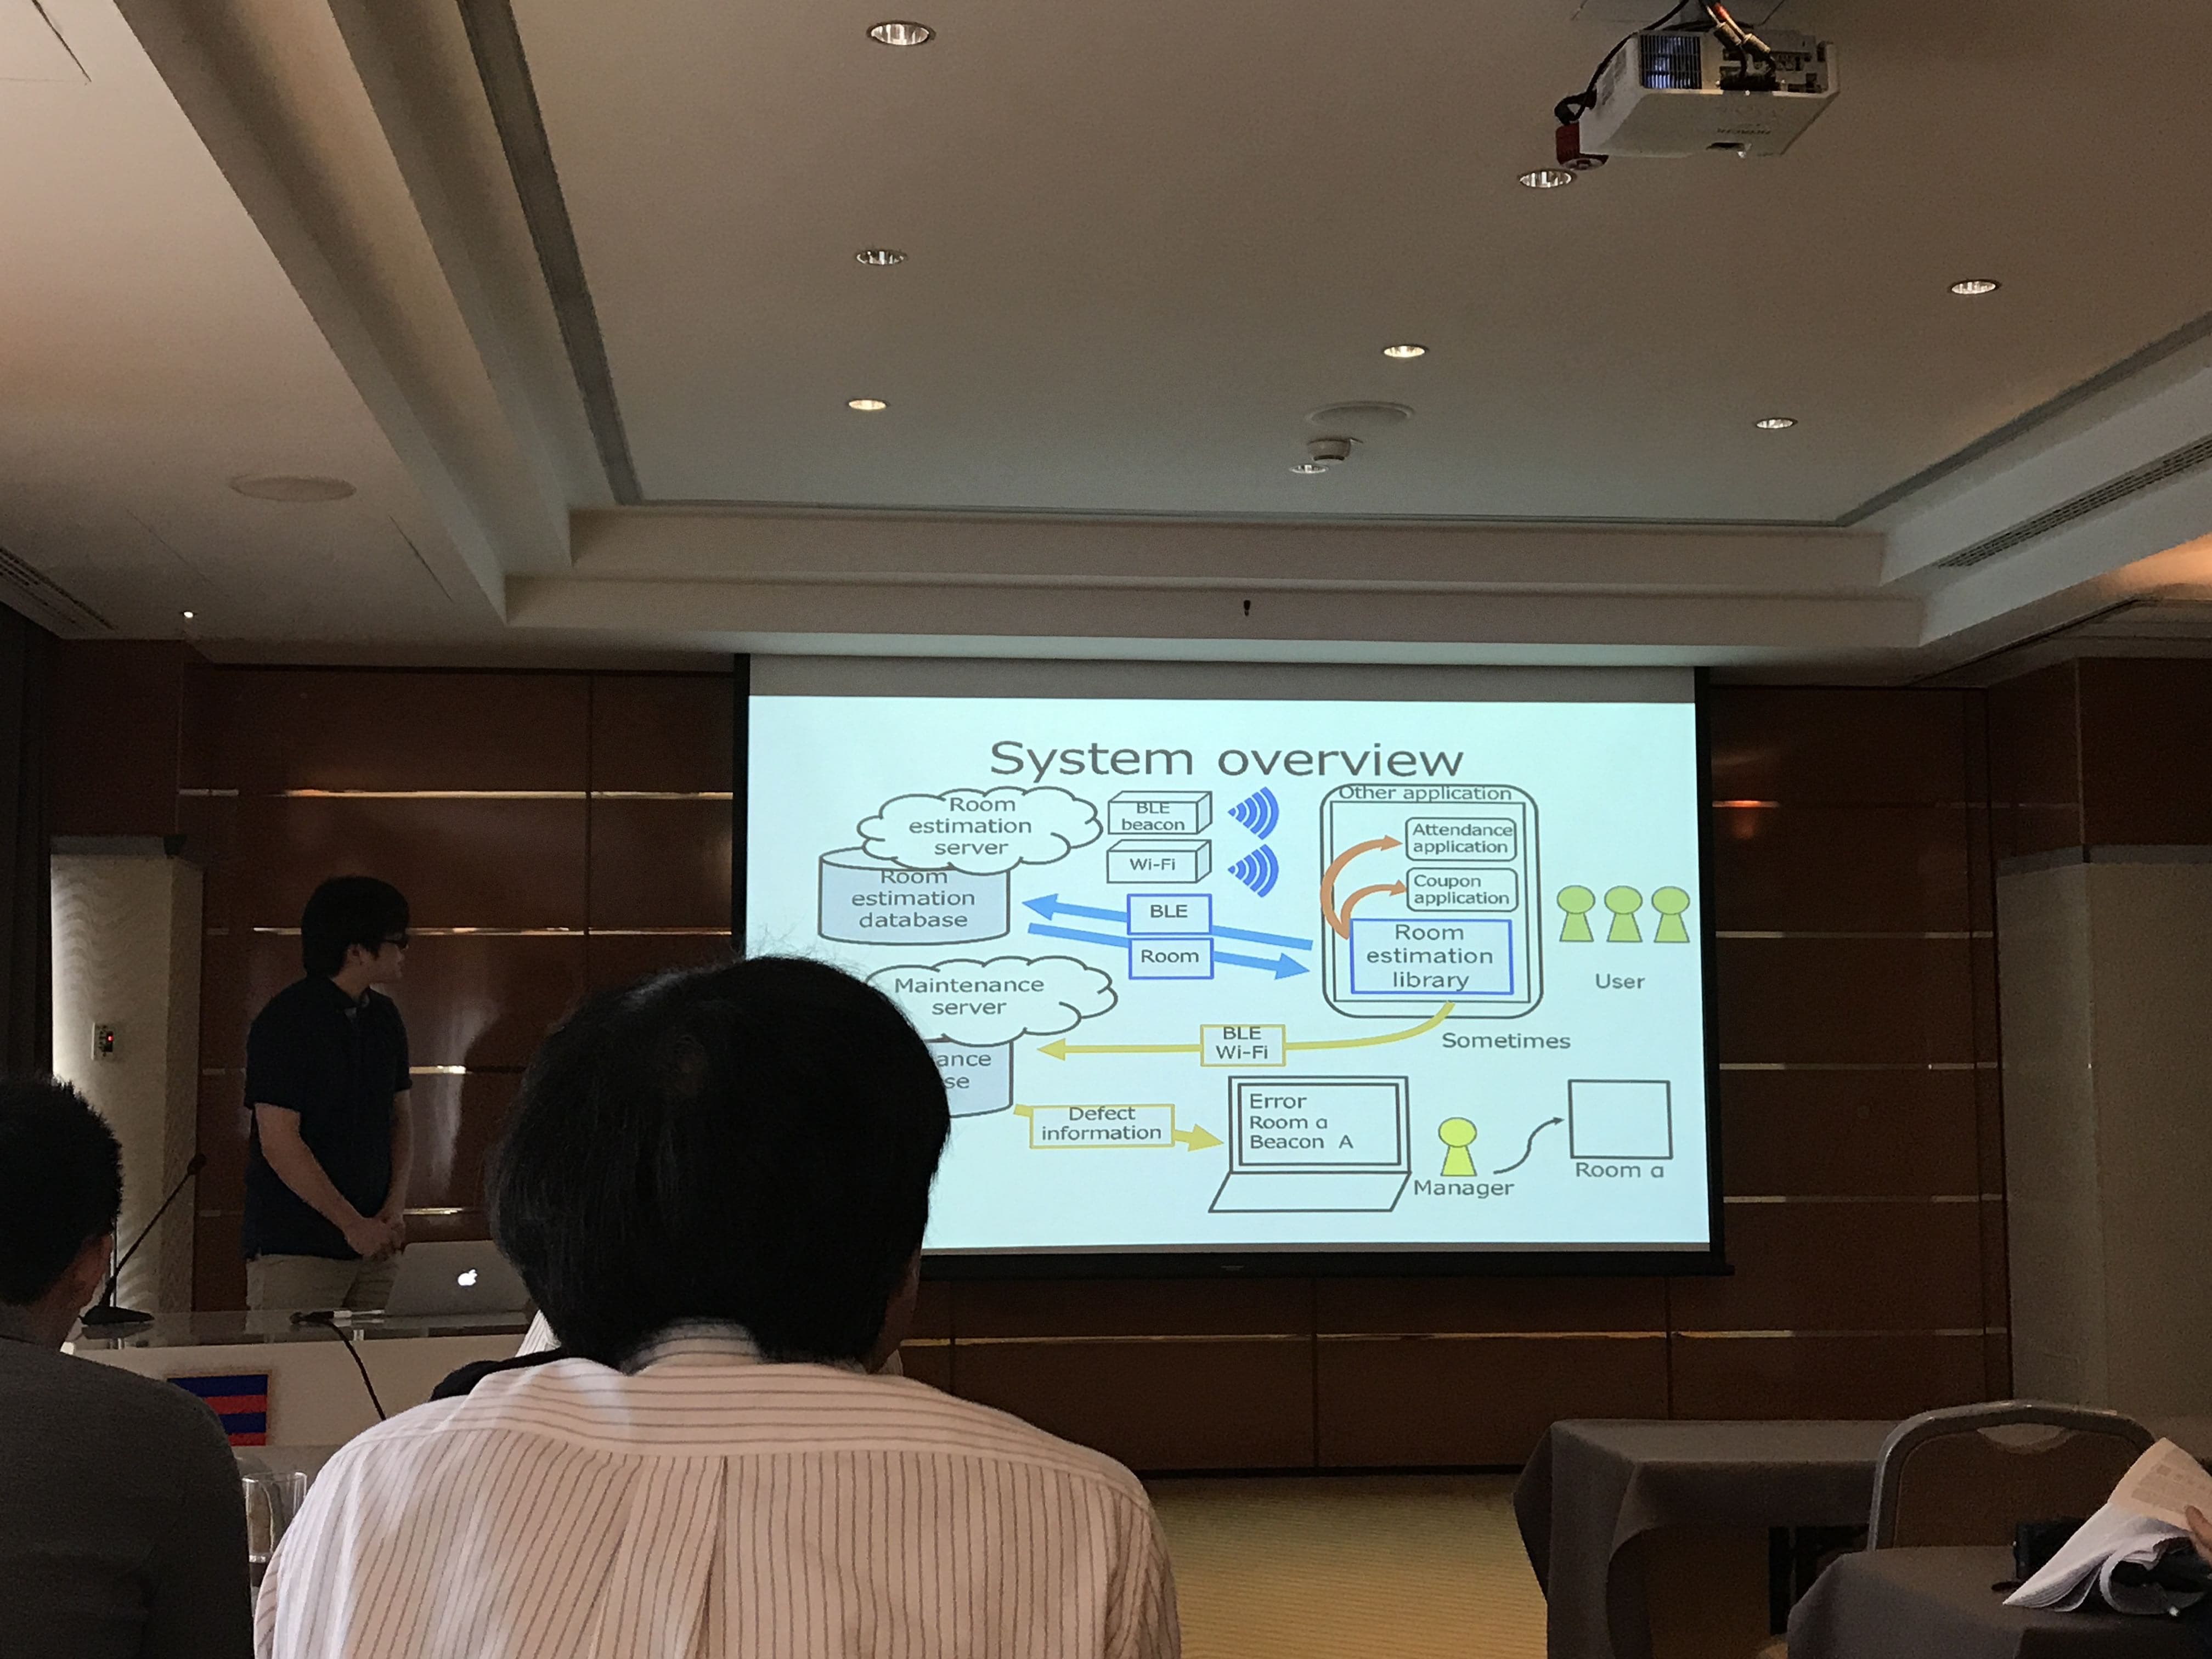 System overview
Room
estimation
server
Room
estimation
database
BLE
beacon
Wi-Fi
BLE
Room
Other application
Attendance
application
Coupon
application
Room
estimation
library
User
Maintenance
server
BLE
Wi-Fi
Sometimes
ance
se
Defect
information
Error
Room a
Beacon A
Manager
Room a